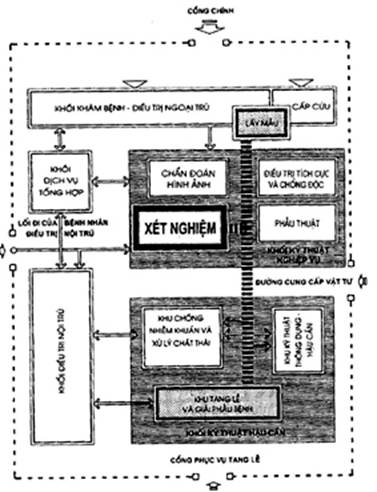 CỔNG CHÍNH
KHỐI KHÁM BỆNH - ĐIỀU TRỊ NGOẠI TRÚ
CẤP CỨU
LẤY MẪU
KHỐI
DỊCH VỤ
TỔNG HỢP
CHẨN ĐOÁN
HÌNH ẢNH
ĐIỀU TRỊ TÍCH CỰC
VÀ CHỐNG ĐỘC
XÉT NGHIỆM
PHẪU THUẬT
LỐI ĐI CỦA BỆNH NHÂN
ĐIỀU TRỊ NỘI TRÚ
KHỐI KỸ THUẬT
NGHIỆP VỤ
ĐƯỜNG CUNG CẤP VẬT TƯ
KHỐI ĐIỀU TRỊ NỘI TRÚ
KHU CHỐNG
NHIỄM KHUẨN VÀ
XỬ LÝ CHẤT THẢI
KHU KỸ THUẬT
THÔNG DỤNG -
HẬU CẦN
KHU TANG LỄ
VÀ GIẢI PHẪU BỆNH
KHỐI KỸ THUẬT HẬU CẦN
CỔNG PHỤC VỤ TANG LỄ